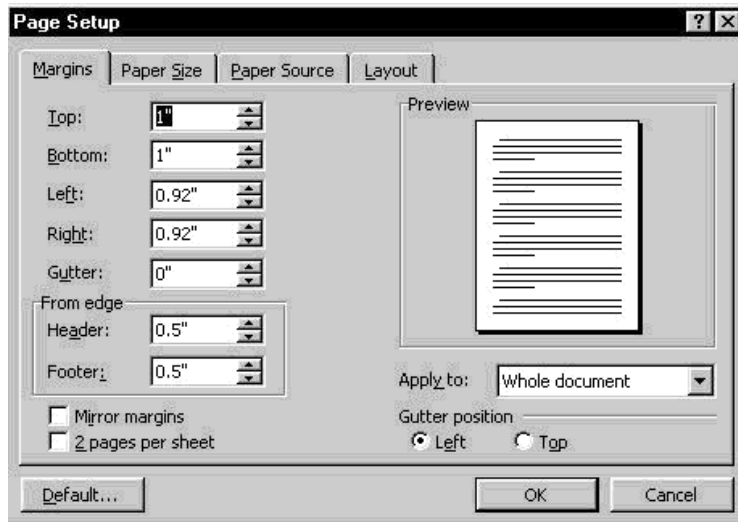 Page Setup
Margins Paper Size Paper Source Layout
Top: 1"
Bottom: 1"
Left: 0.92"
Right: 0.92"
Gutter: 0"
From edge
Header: 0.5"
Footer: 0.5"
Mirror margins
2 pages per sheet
Preview
Apply to: Whole document
Gutter position
Left Top
Default... OK Cancel